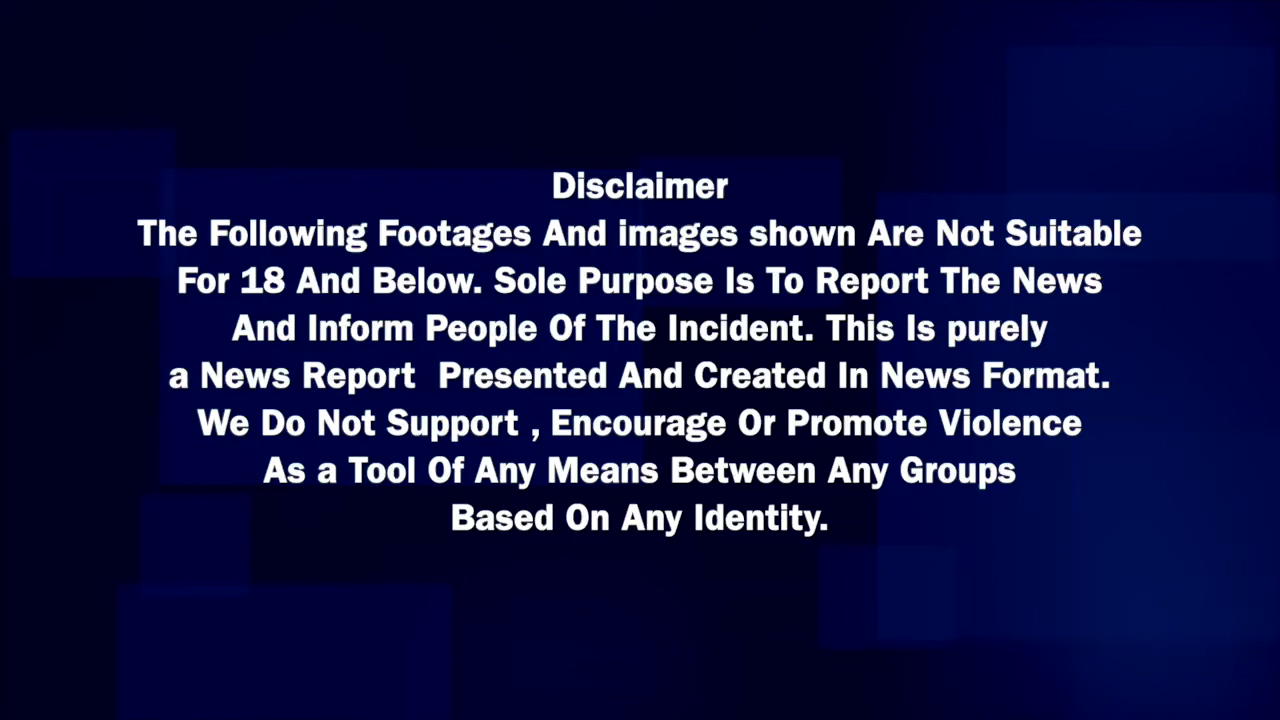 Disclaimer
The Following Footages And images shown Are Not Suitable
For 18 And Below. Sole Purpose Is To Report The News
And Inform People Of The Incident. This Is purely
a News Report  Presented And Created In News Format.
We Do Not Support , Encourage Or Promote Violence
As a Tool Of Any Means Between Any Groups
Based On Any Identity.